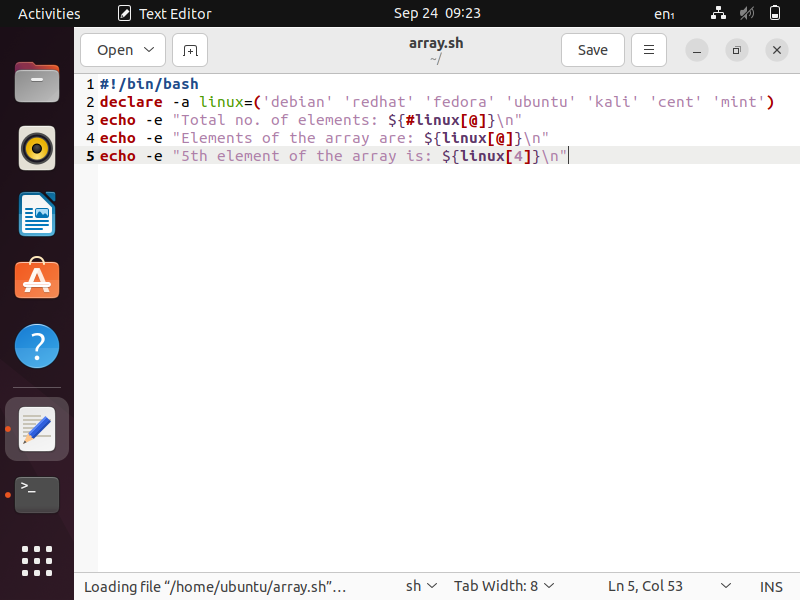 Activities Text Editor Sep 24 09:23 en₁
Open array.sh Save
~/
1 #!/bin/bash
2 declare -a linux=('debian' 'redhat' 'fedora' 'ubuntu' 'kali' 'cent' 'mint')
3 echo -e "Total no. of elements: ${#linux[@]}\n"
4 echo -e "Elements of the array are: ${linux[@]}\n"
5 echo -e "5th element of the array is: ${linux[4]}\n"
>_
Loading file “/home/ubuntu/array.sh”… sh Tab Width: 8 Ln 5, Col 53 INS